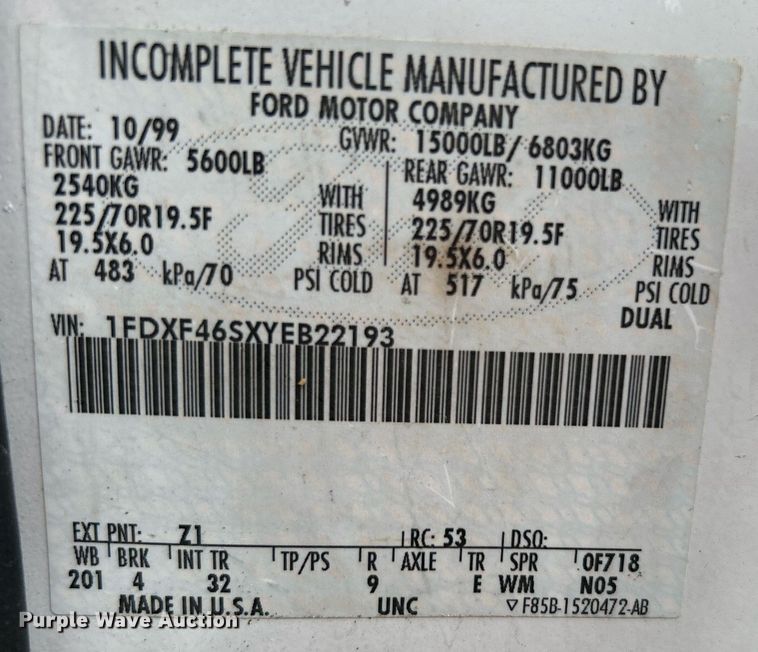 INCOMPLETE VEHICLE MANUFACTURED BY
FORD MOTOR COMPANY
DATE: 10/99 GVWR: 15000LB/ 6803KG
FRONT GAWR: 5600LB REAR GAWR: 11000LB
2540KG WITH 4989KG WITH
225/70R19.5F TIRES 225/70R19.5F TIRES
19.5X6.0 RIMS 19.5X6.0 RIMS
AT 483 kPa/70 PSI COLD AT 517 kPa/75 PSI COLD
DUAL
VIN: 1FDXF46SXYEB22193
EXT PNT: Z1 RC: 53 DSO:
WB BRK INT TR TP/PS R AXLE TR SPR 0F718
201 4 32 9 E WM N05
MADE IN U.S.A. UNC ▽ F85B-1520472-AB
Purple Wave Auction